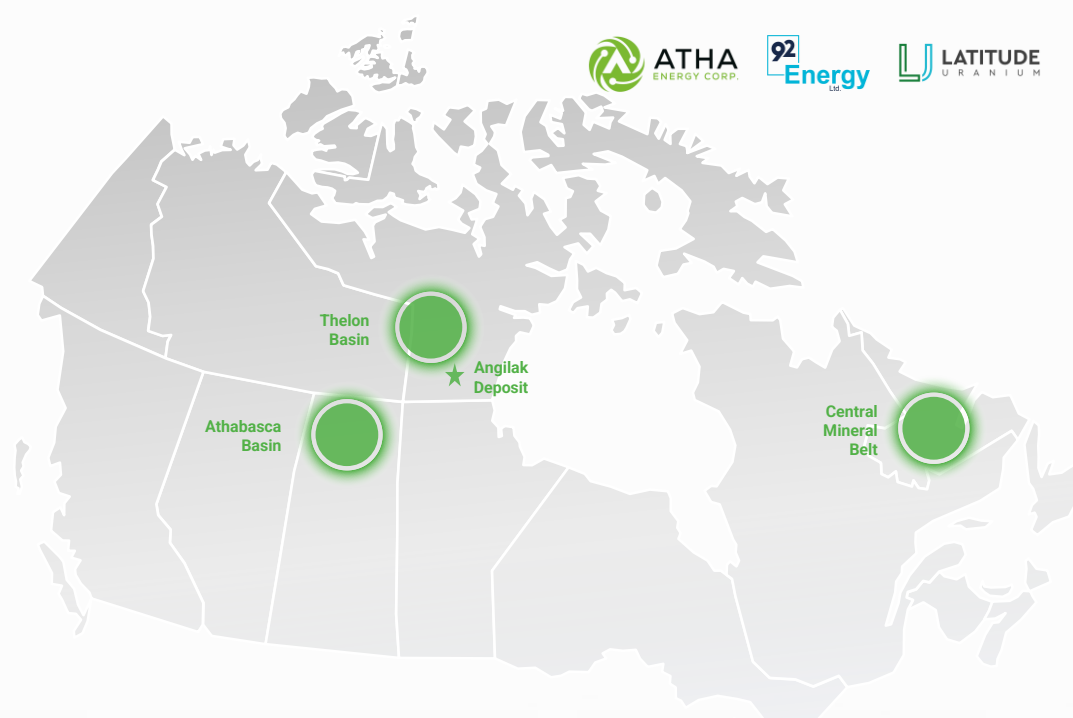 ATHA
ENERGY CORP.
92
Energy
Ltd.
LATITUDE
URANIUM
Thelon
Basin
Angilak
Deposit
Athabasca
Basin
Central
Mineral
Belt